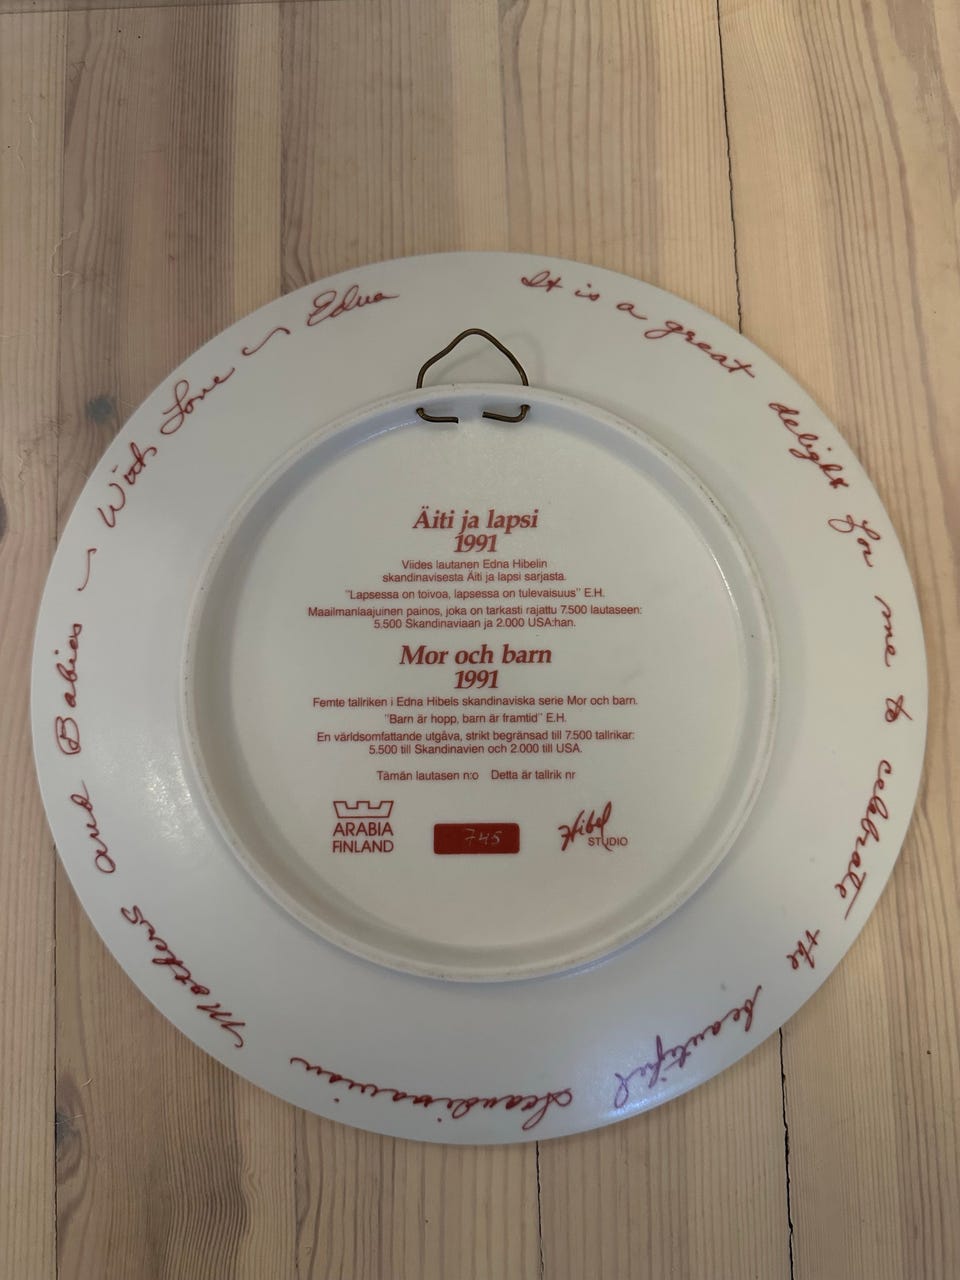 It is a great delight for me to celebrate the beautiful Scandinavian Mothers and Babies ~ With Love ~ Edna
Äiti ja lapsi
1991
Viides lautanen Edna Hibelin
skandinavisesta Äiti ja lapsi sarjasta.
"Lapsessa on toivoa, lapsessa on tulevaisuus" E.H.
Maailmanlaajuinen painos, joka on tarkasti rajattu 7.500 lautaseen:
5.500 Skandinaviaan ja 2.000 USA:han.
Mor och barn
1991
Femte tallriken i Edna Hibels skandinaviska serie Mor och barn.
"Barn är hopp, barn är framtid" E.H.
En världsomfattande utgåva, strikt begränsad till 7.500 tallrikar:
5.500 till Skandinavien och 2.000 till USA.
Tämän lautasen n:o Detta är tallrik nr
ARABIA
FINLAND
745
Hibel
STUDIO